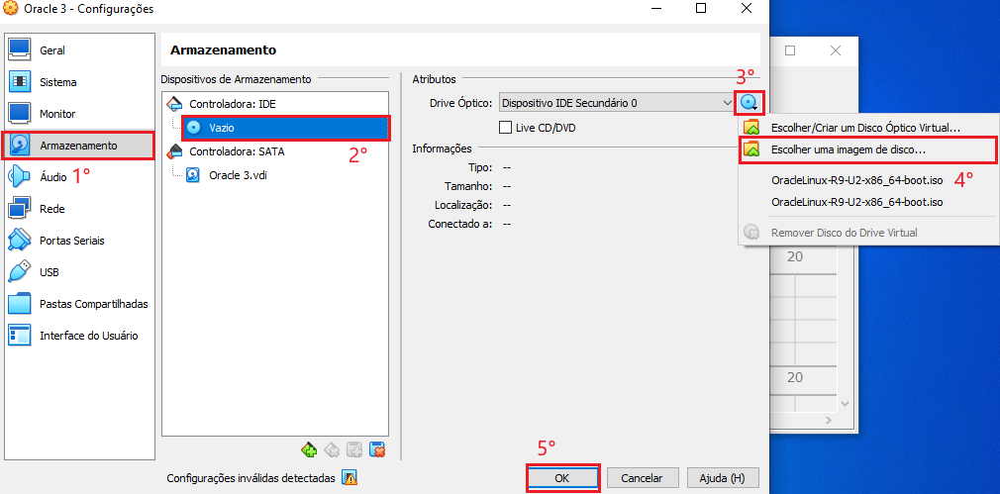 Oracle 3 - Configurações
Geral
Sistema
Monitor
Armazenamento
Áudio
1°
Rede
Portas Seriais
USB
Pastas Compartilhadas
Interface do Usuário
Armazenamento
Dispositivos de Armazenamento
Controladora: IDE
Vazio
2°
Controladora: SATA
Oracle 3.vdi
Atributos
3°
Drive Óptico: Dispositivo IDE Secundário 0
Live CD/DVD
Informações
Tipo: --
Tamanho: --
Localização: --
Conectado a: --
Escolher/Criar um Disco Óptico Virtual...
Escolher uma imagem de disco...
OracleLinux-R9-U2-x86_64-boot.iso
4°
OracleLinux-R9-U2-x86_64-boot.iso
Remover Disco do Drive Virtual
20
20
5°
Configurações inválidas detectadas
OK
Cancelar
Ajuda (H)